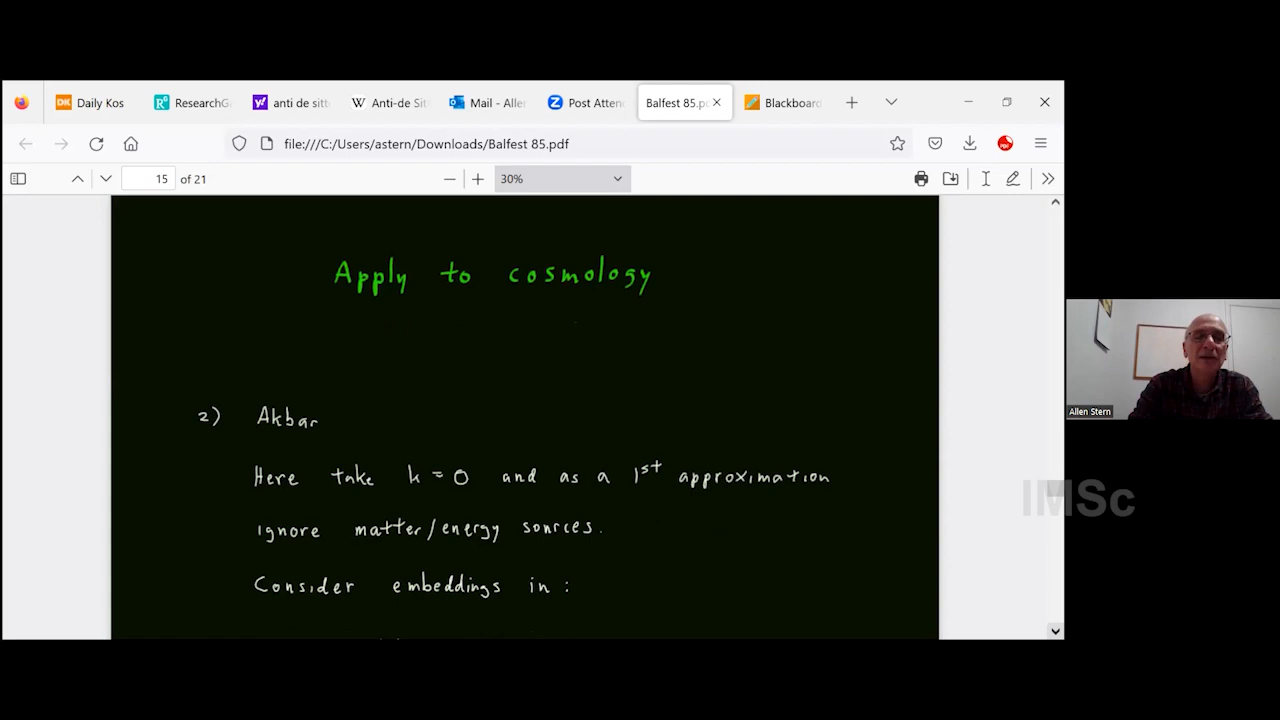 Daily Kos
ResearchG
anti de sitt
Anti-de Sit
Mail - Alle
Post Atten
Balfest 85.p
Blackboard
file:///C:/Users/astern/Downloads/Balfest 85.pdf
15 of 21
30%
Apply to cosmology
2) Akbar
Here take k = 0 and as a 1st approximation
ignore matter/energy sources.
Consider embeddings in :
Allen Stern
IMSc